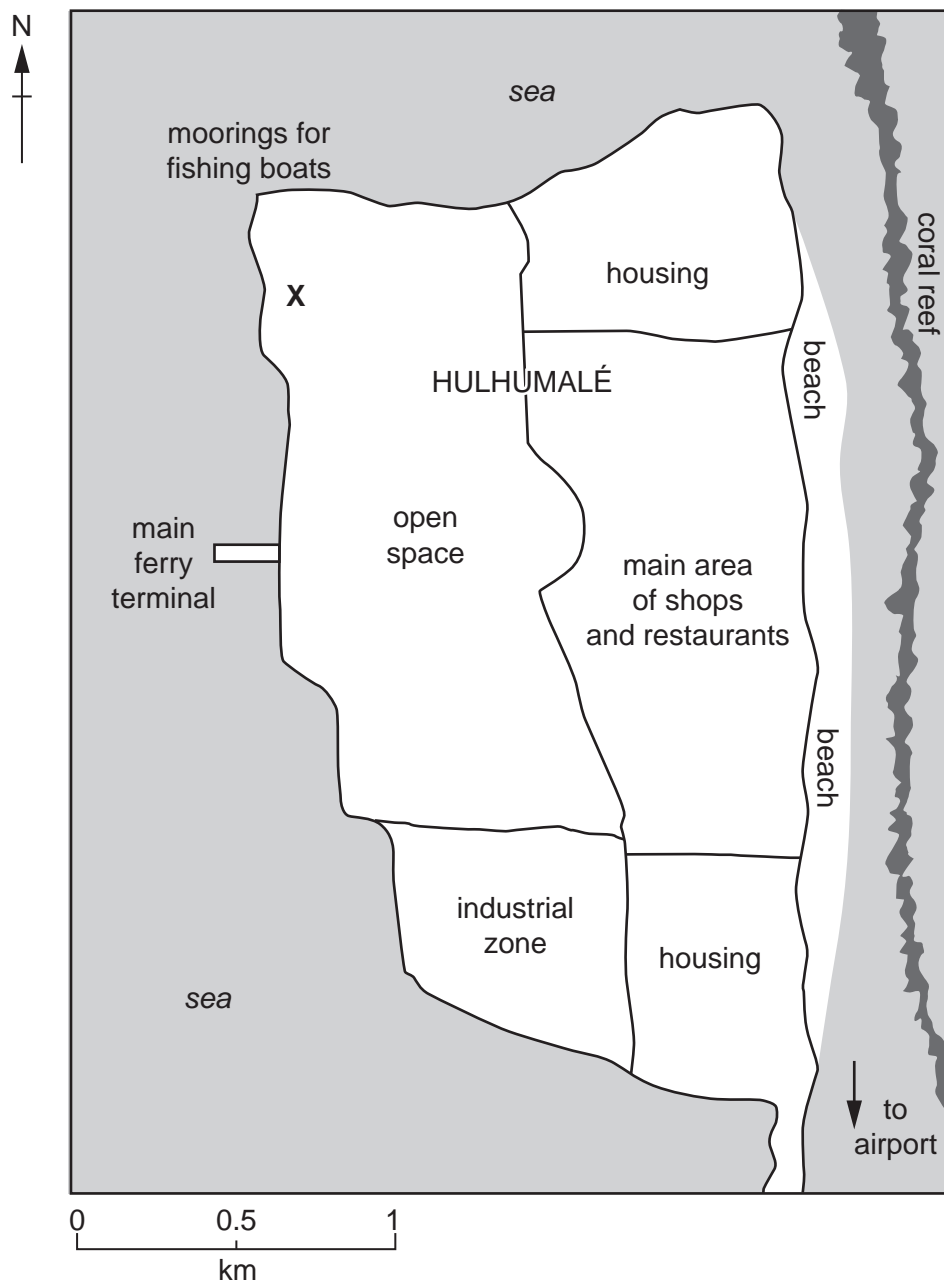 N
sea
moorings for
fishing boats
coral reef
housing
X
beach
HULHUMALÉ
open
space
main
ferry
terminal
main area
of shops
and restaurants
beach
industrial
zone
housing
sea
to
airport
0 0.5 1
km